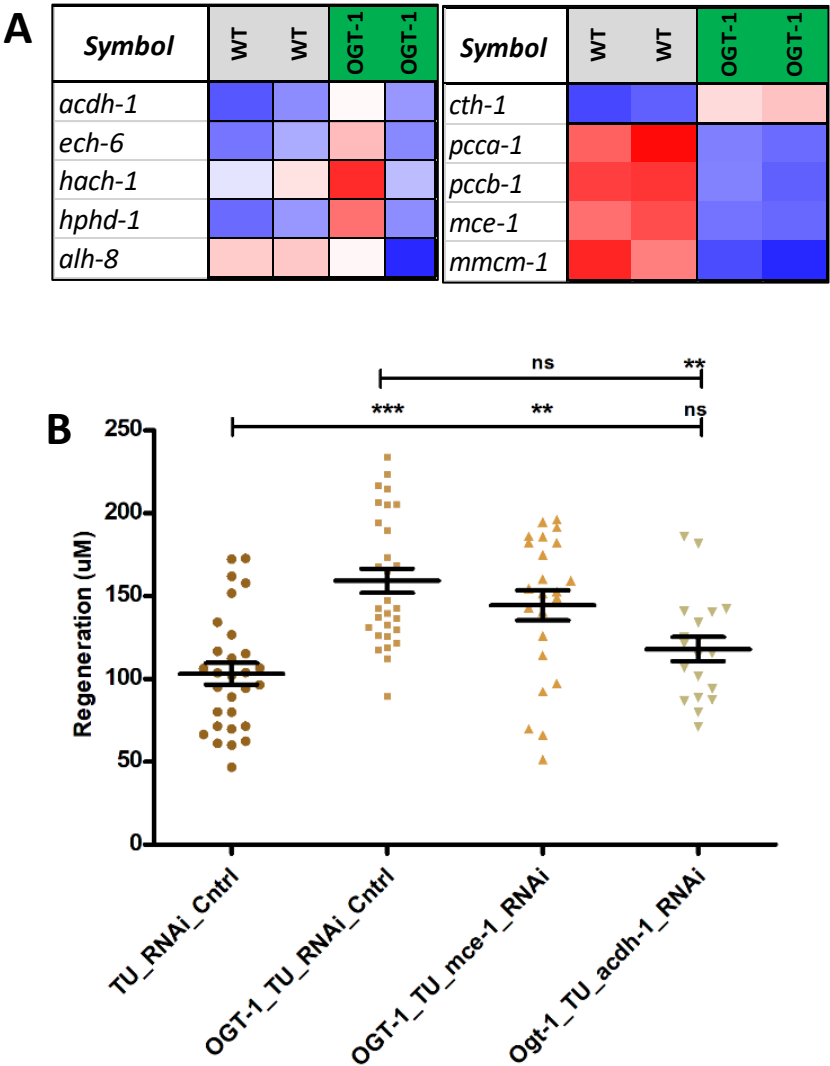 A
Symbol WT WT OGT-1 OGT-1
acdh-1
ech-6
hach-1
hphd-1
alh-8
Symbol WT WT OGT-1 OGT-1
cth-1
pcca-1
pccb-1
mce-1
mmcm-1
B
ns **
*** ** ns
Regeneration (uM)
250
200
150
100
50
0
TU_RNAi_Cntrl
OGT-1_TU_RNAi_Cntrl
OGT-1_TU_mce-1_RNAi
Ogt-1_TU_acdh-1_RNAi